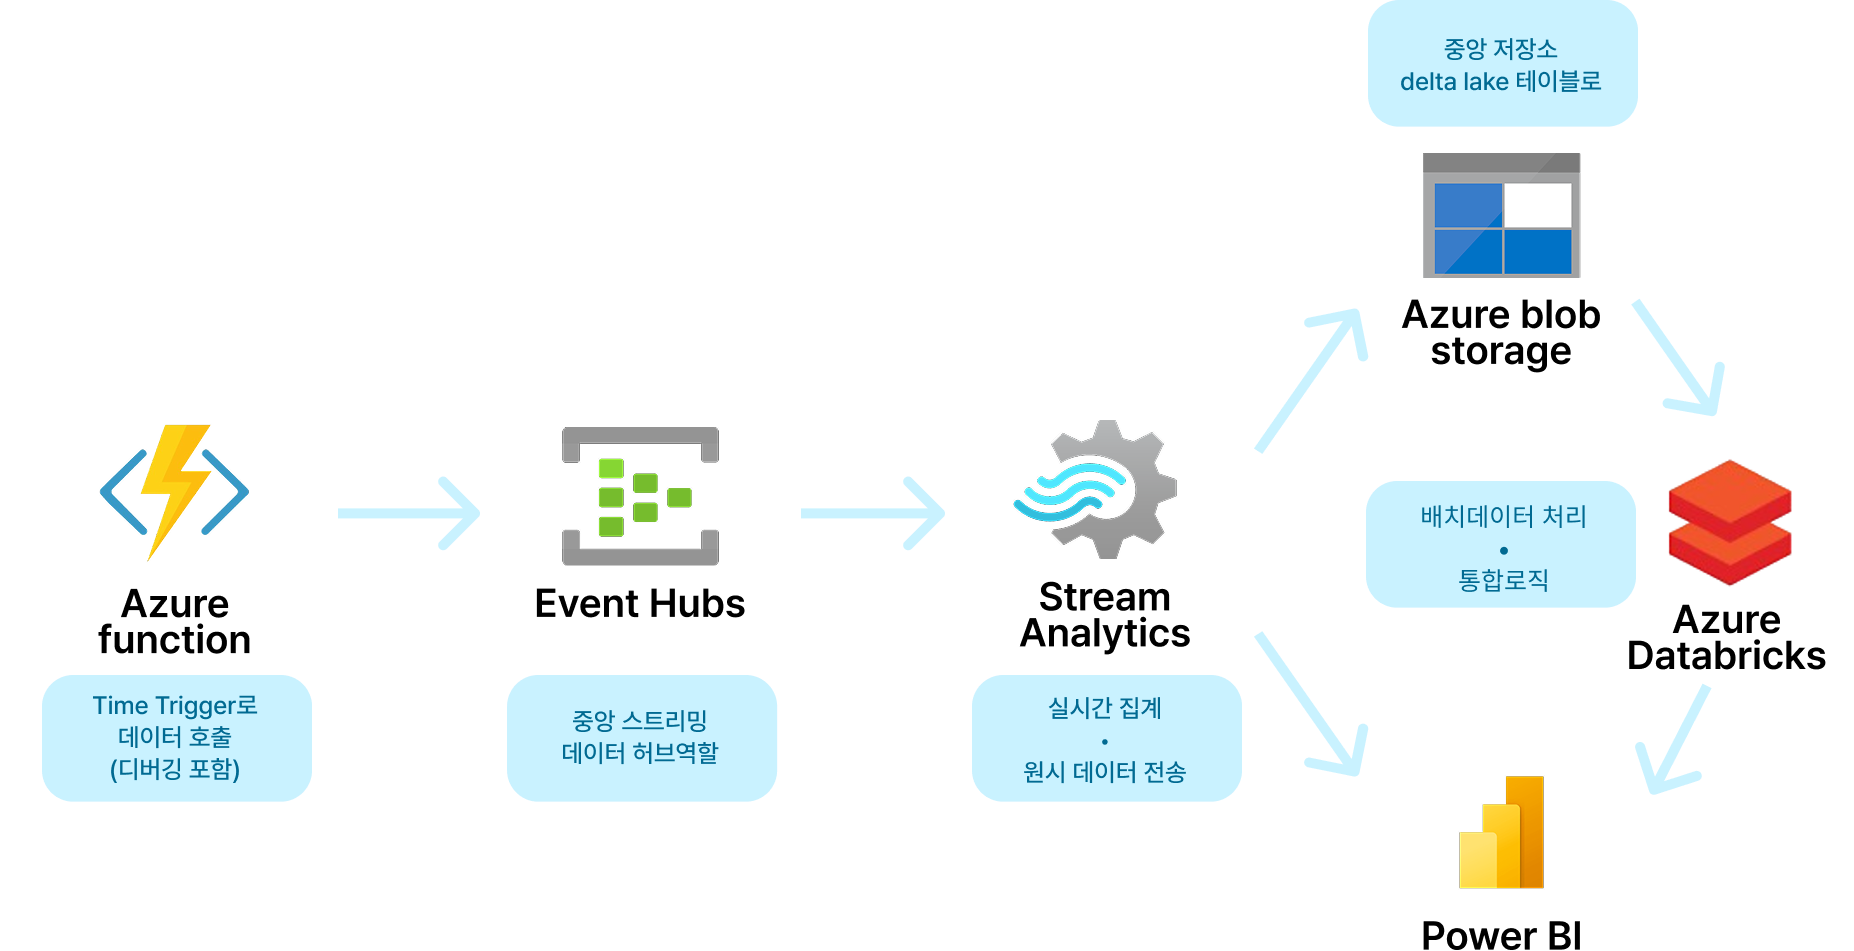 중앙 저장소
delta lake 테이블로
Azure blob
storage
Azure
function
Time Trigger로
데이터 호출
(디버깅 포함)
Event Hubs
중앙 스트리밍
데이터 허브역할
Stream
Analytics
실시간 집계
•
원시 데이터 전송
배치데이터 처리
•
통합로직
Azure
Databricks
Power BI